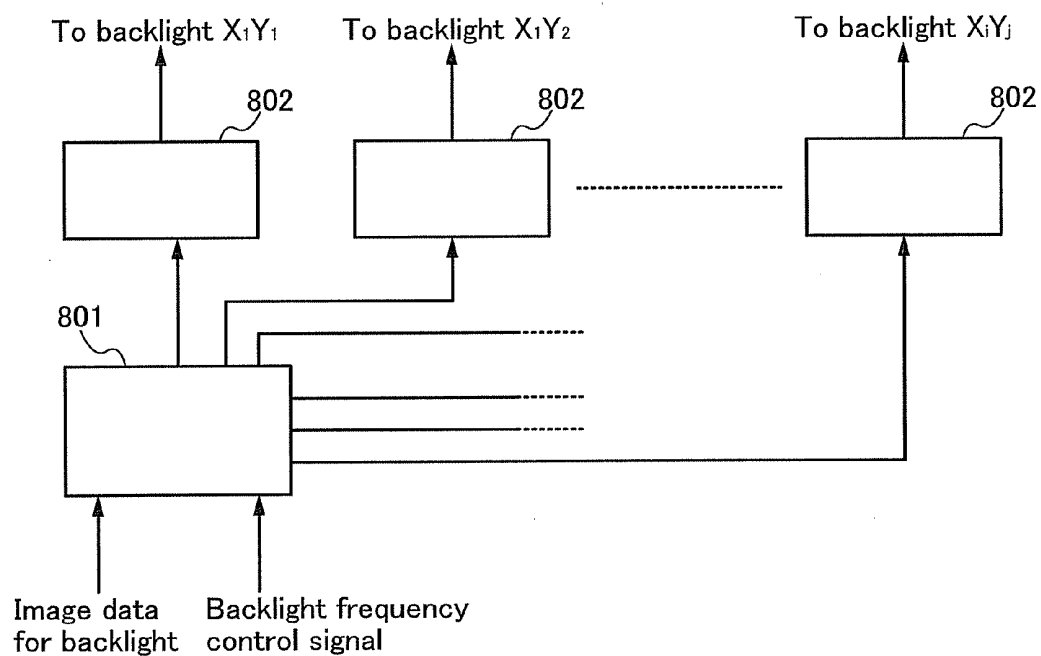 To backlight X₁Y₁
To backlight X₁Y₂
To backlight XᵢYⱼ
802
802
802
801
Image data
for backlight
Backlight frequency
control signal